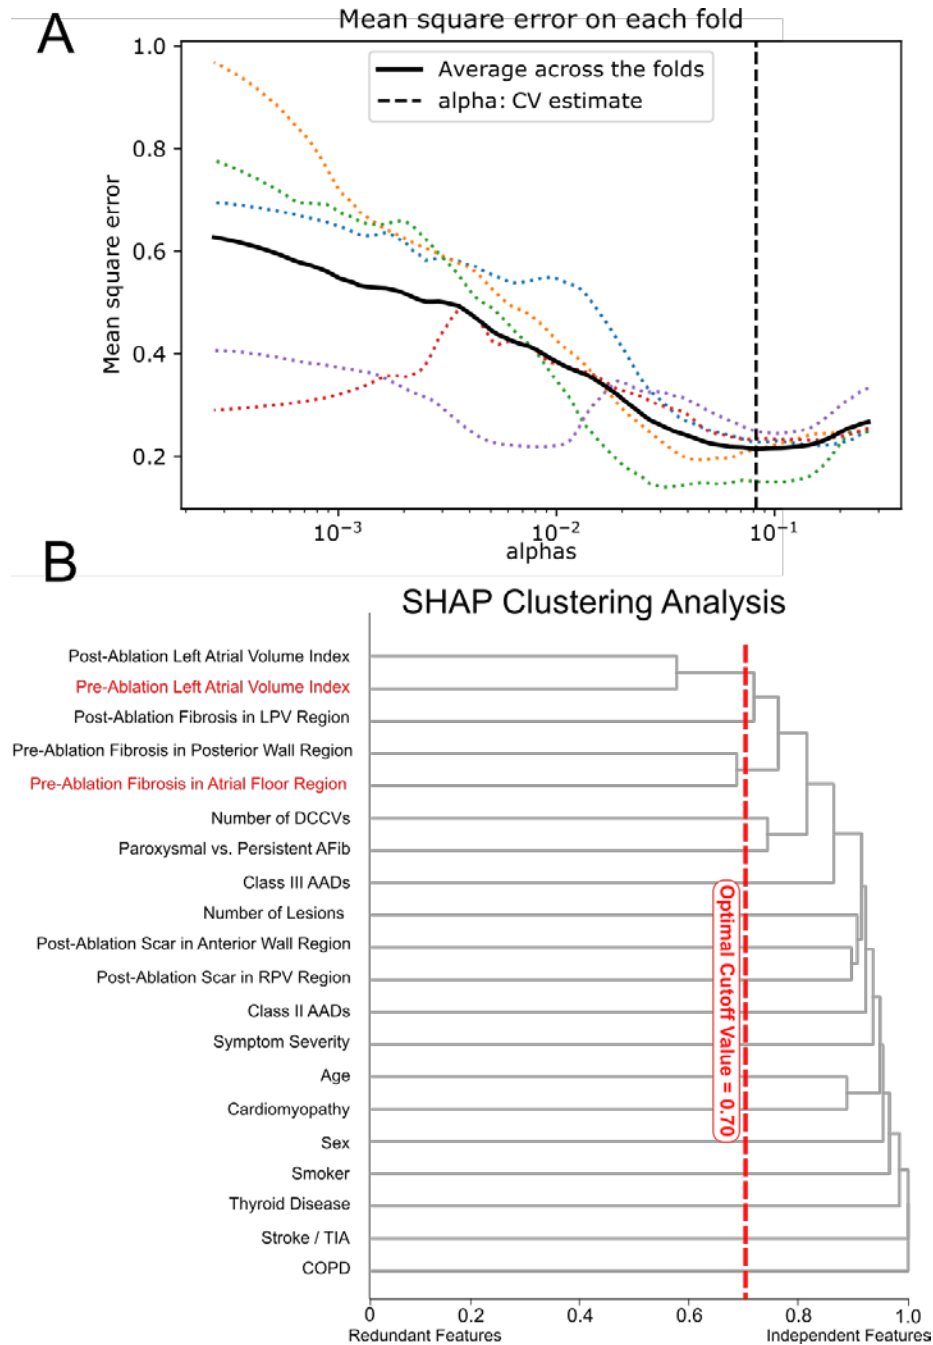 A
Mean square error on each fold
1.0
0.8
0.6
0.4
0.2
Mean square error
Average across the folds
alpha: CV estimate
10⁻³
10⁻²
10⁻¹
alphas
B
SHAP Clustering Analysis
Post-Ablation Left Atrial Volume Index
Pre-Ablation Left Atrial Volume Index
Post-Ablation Fibrosis in LPV Region
Pre-Ablation Fibrosis in Posterior Wall Region
Pre-Ablation Fibrosis in Atrial Floor Region
Number of DCCVs
Paroxysmal vs. Persistent AFib
Class III AADs
Number of Lesions
Post-Ablation Scar in Anterior Wall Region
Post-Ablation Scar in RPV Region
Class II AADs
Symptom Severity
Age
Cardiomyopathy
Sex
Smoker
Thyroid Disease
Stroke / TIA
COPD
Optimal Cutoff Value = 0.70
0
0.2
0.4
0.6
0.8
1.0
Redundant Features
Independent Features